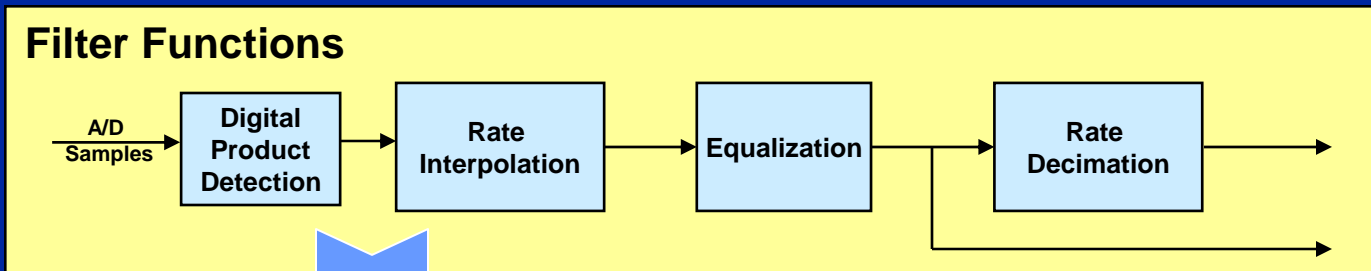 Filter Functions
A/D
Samples
Digital
Product
Detection
Rate
Interpolation
Equalization
Rate
Decimation